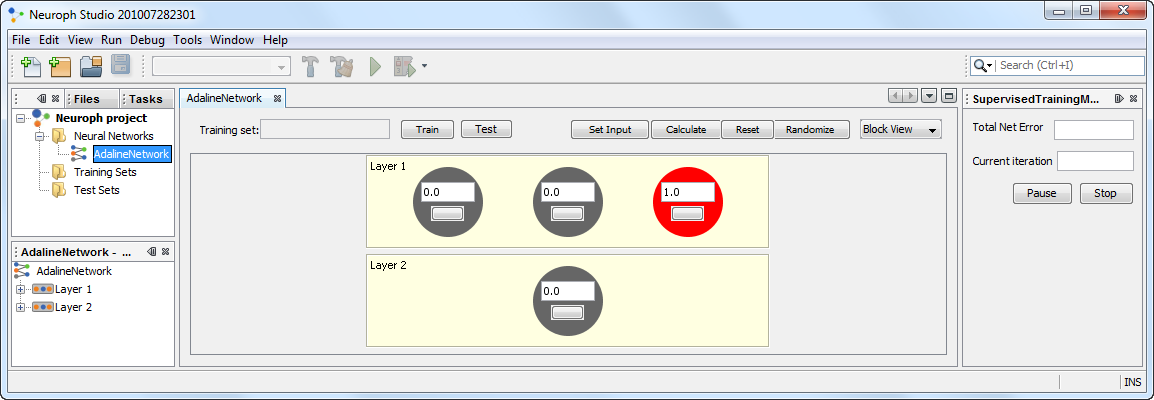 Neuroph Studio 201007282301
File Edit View Run Debug Tools Window Help
Search (Ctrl+I)
Files Tasks
Neuroph project
Neural Networks
AdalineNetwork
Training Sets
Test Sets
AdalineNetwork - ...
AdalineNetwork
Layer 1
Layer 2
AdalineNetwork
Training set: Train Test Set Input Calculate Reset Randomize Block View
Layer 1
0.0 0.0 1.0
Layer 2
0.0
SupervisedTrainingM...
Total Net Error
Current iteration
Pause Stop
INS